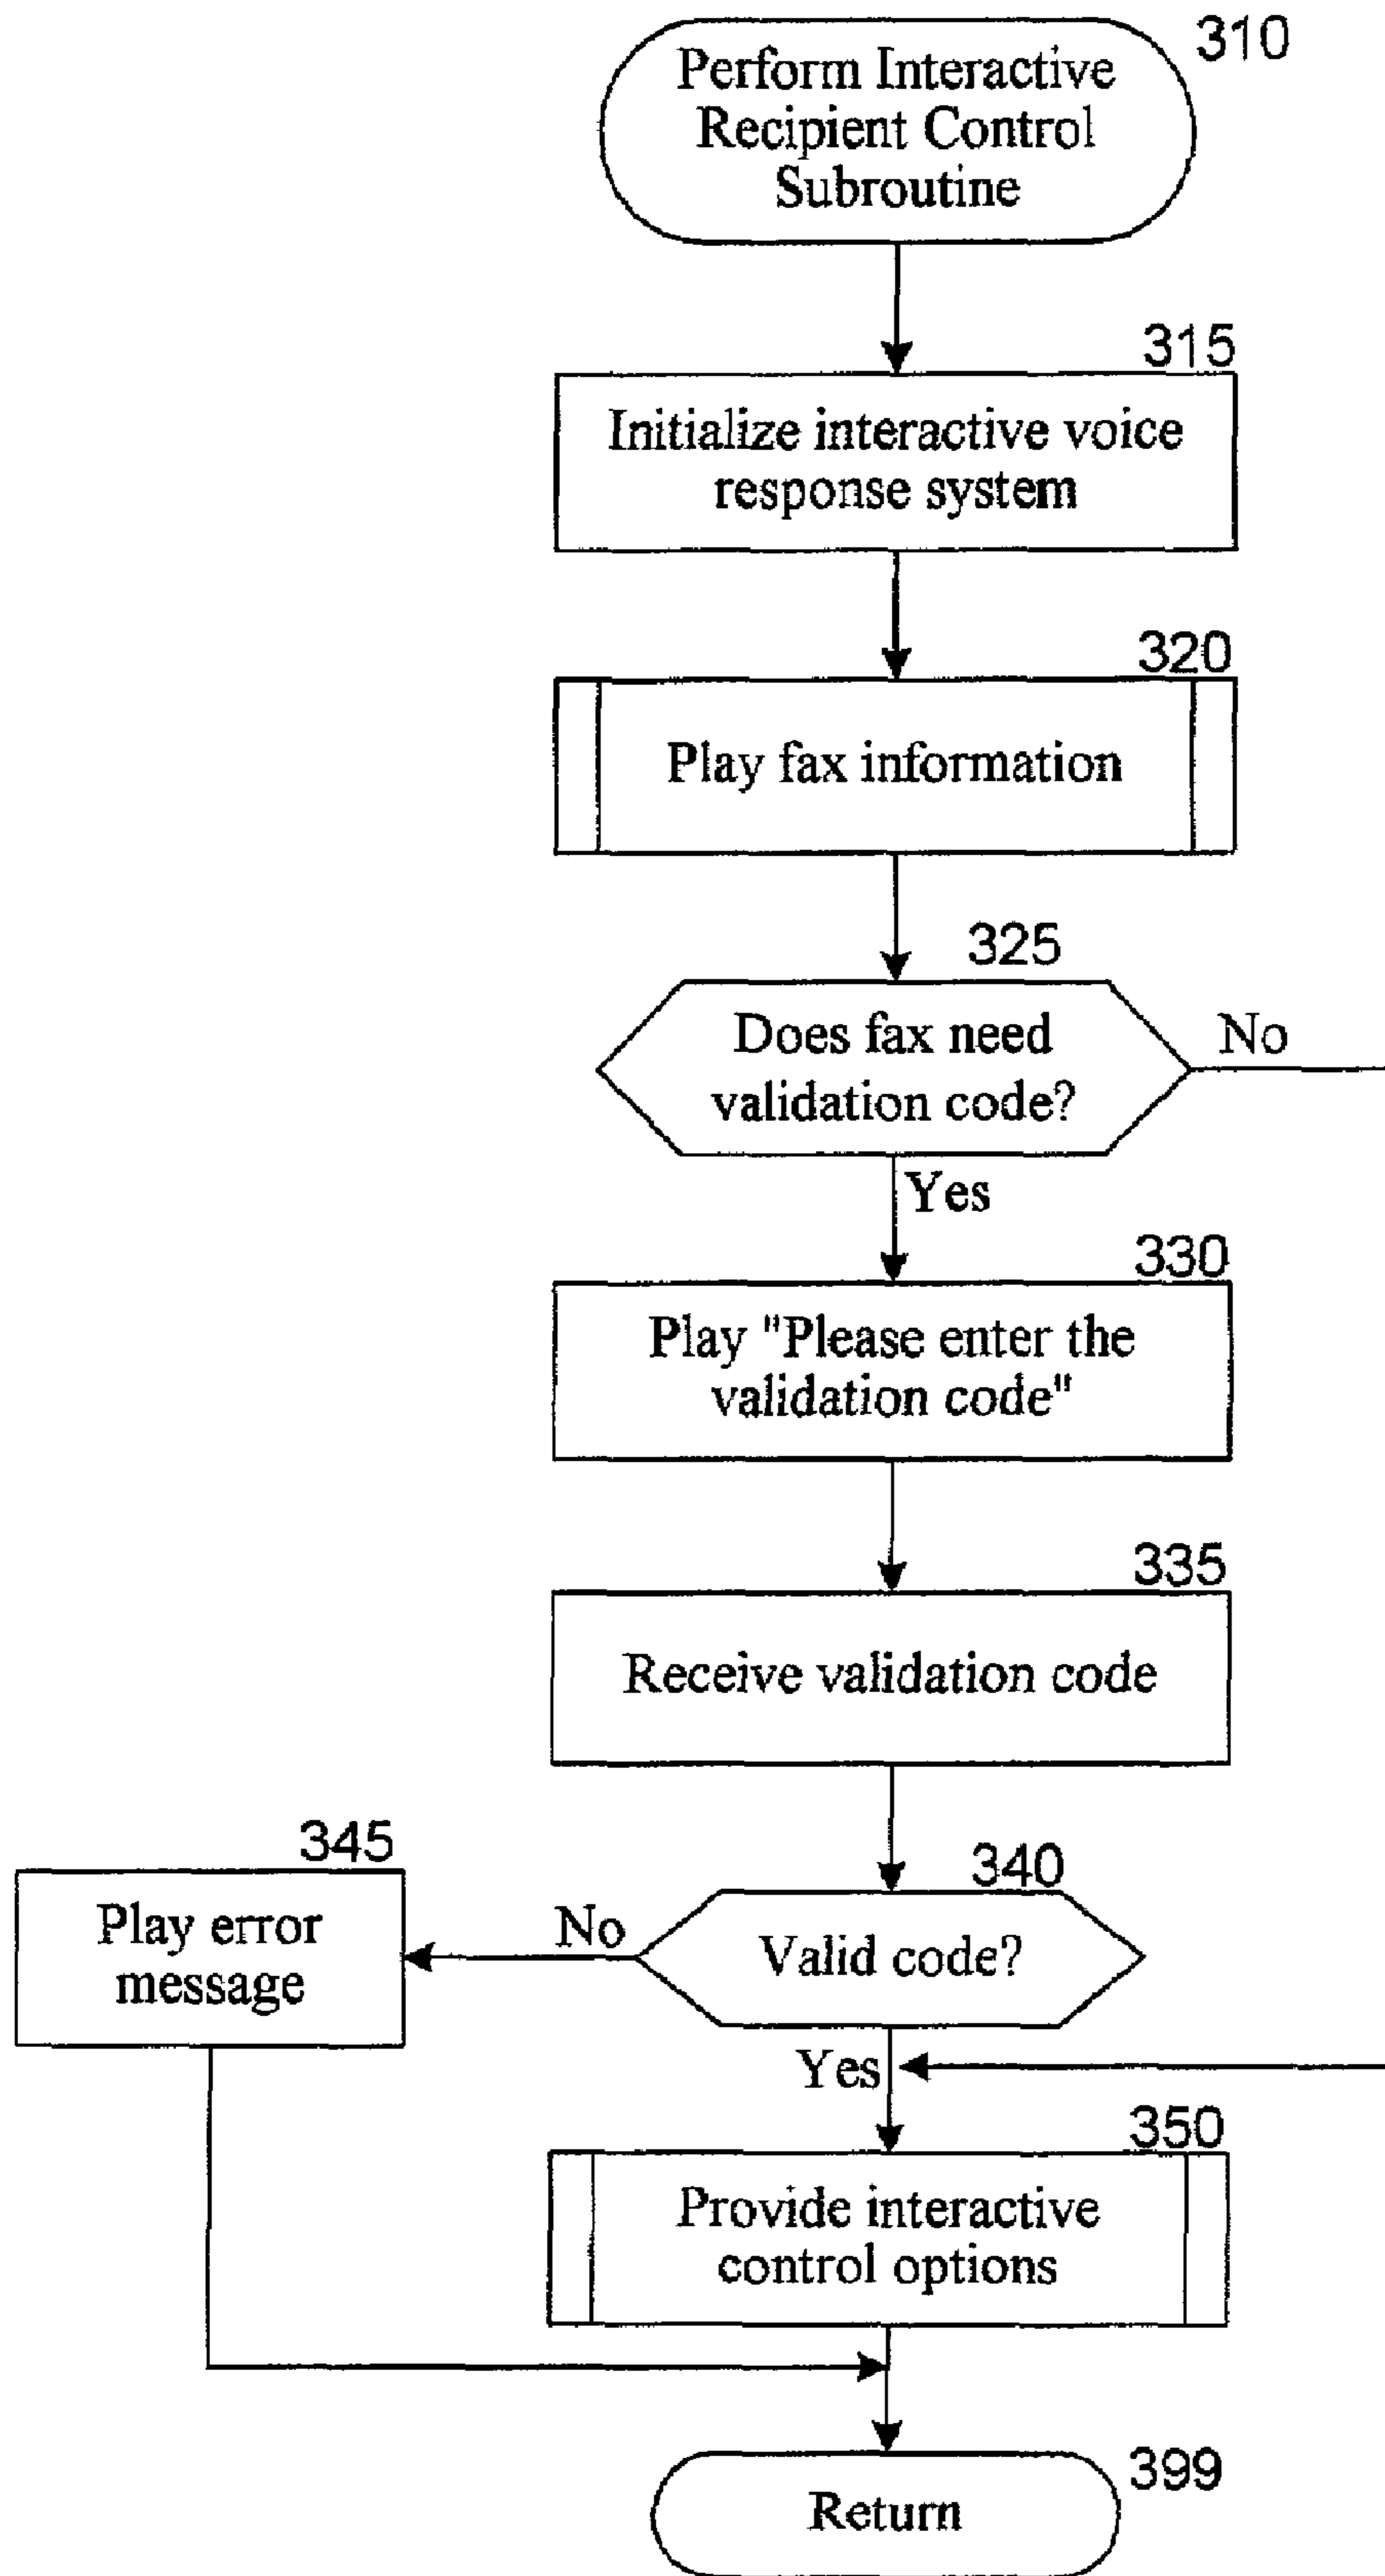 310
Perform Interactive
Recipient Control
Subroutine
315
Initialize interactive voice
response system
320
Play fax information
325
Does fax need
validation code?
No
Yes
330
Play "Please enter the
validation code"
335
Receive validation code
345
Play error
message
No
340
Valid code?
Yes
350
Provide interactive
control options
399
Return